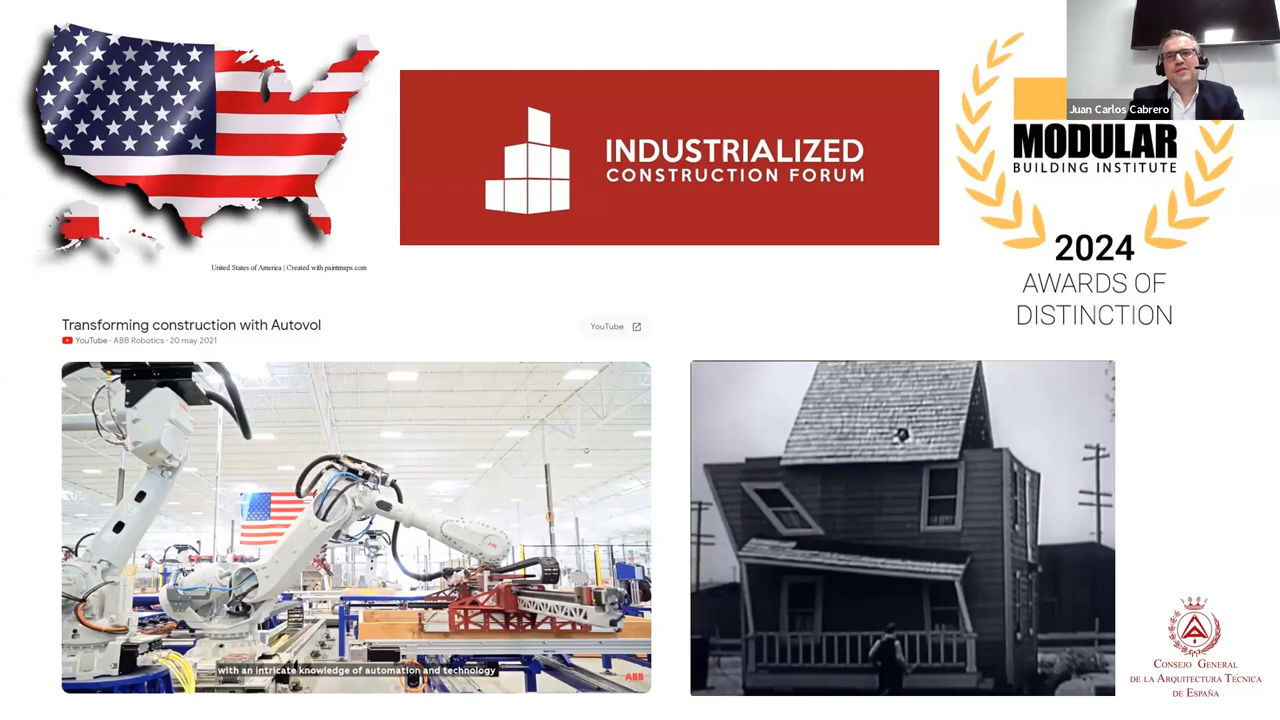 Juan Carlos Cabrero
INDUSTRIALIZED
CONSTRUCTION FORUM
MODULAR
BUILDING INSTITUTE
2024
AWARDS OF
DISTINCTION
United States of America | Created with paintmaps.com
Transforming construction with Autovol
YouTube · ABB Robotics · 20 may 2021
YouTube
with an intricate knowledge of automation and technology
ABB
ABB
CONSEJO GENERAL
DE LA ARQUITECTURA TÉCNICA
DE ESPAÑA